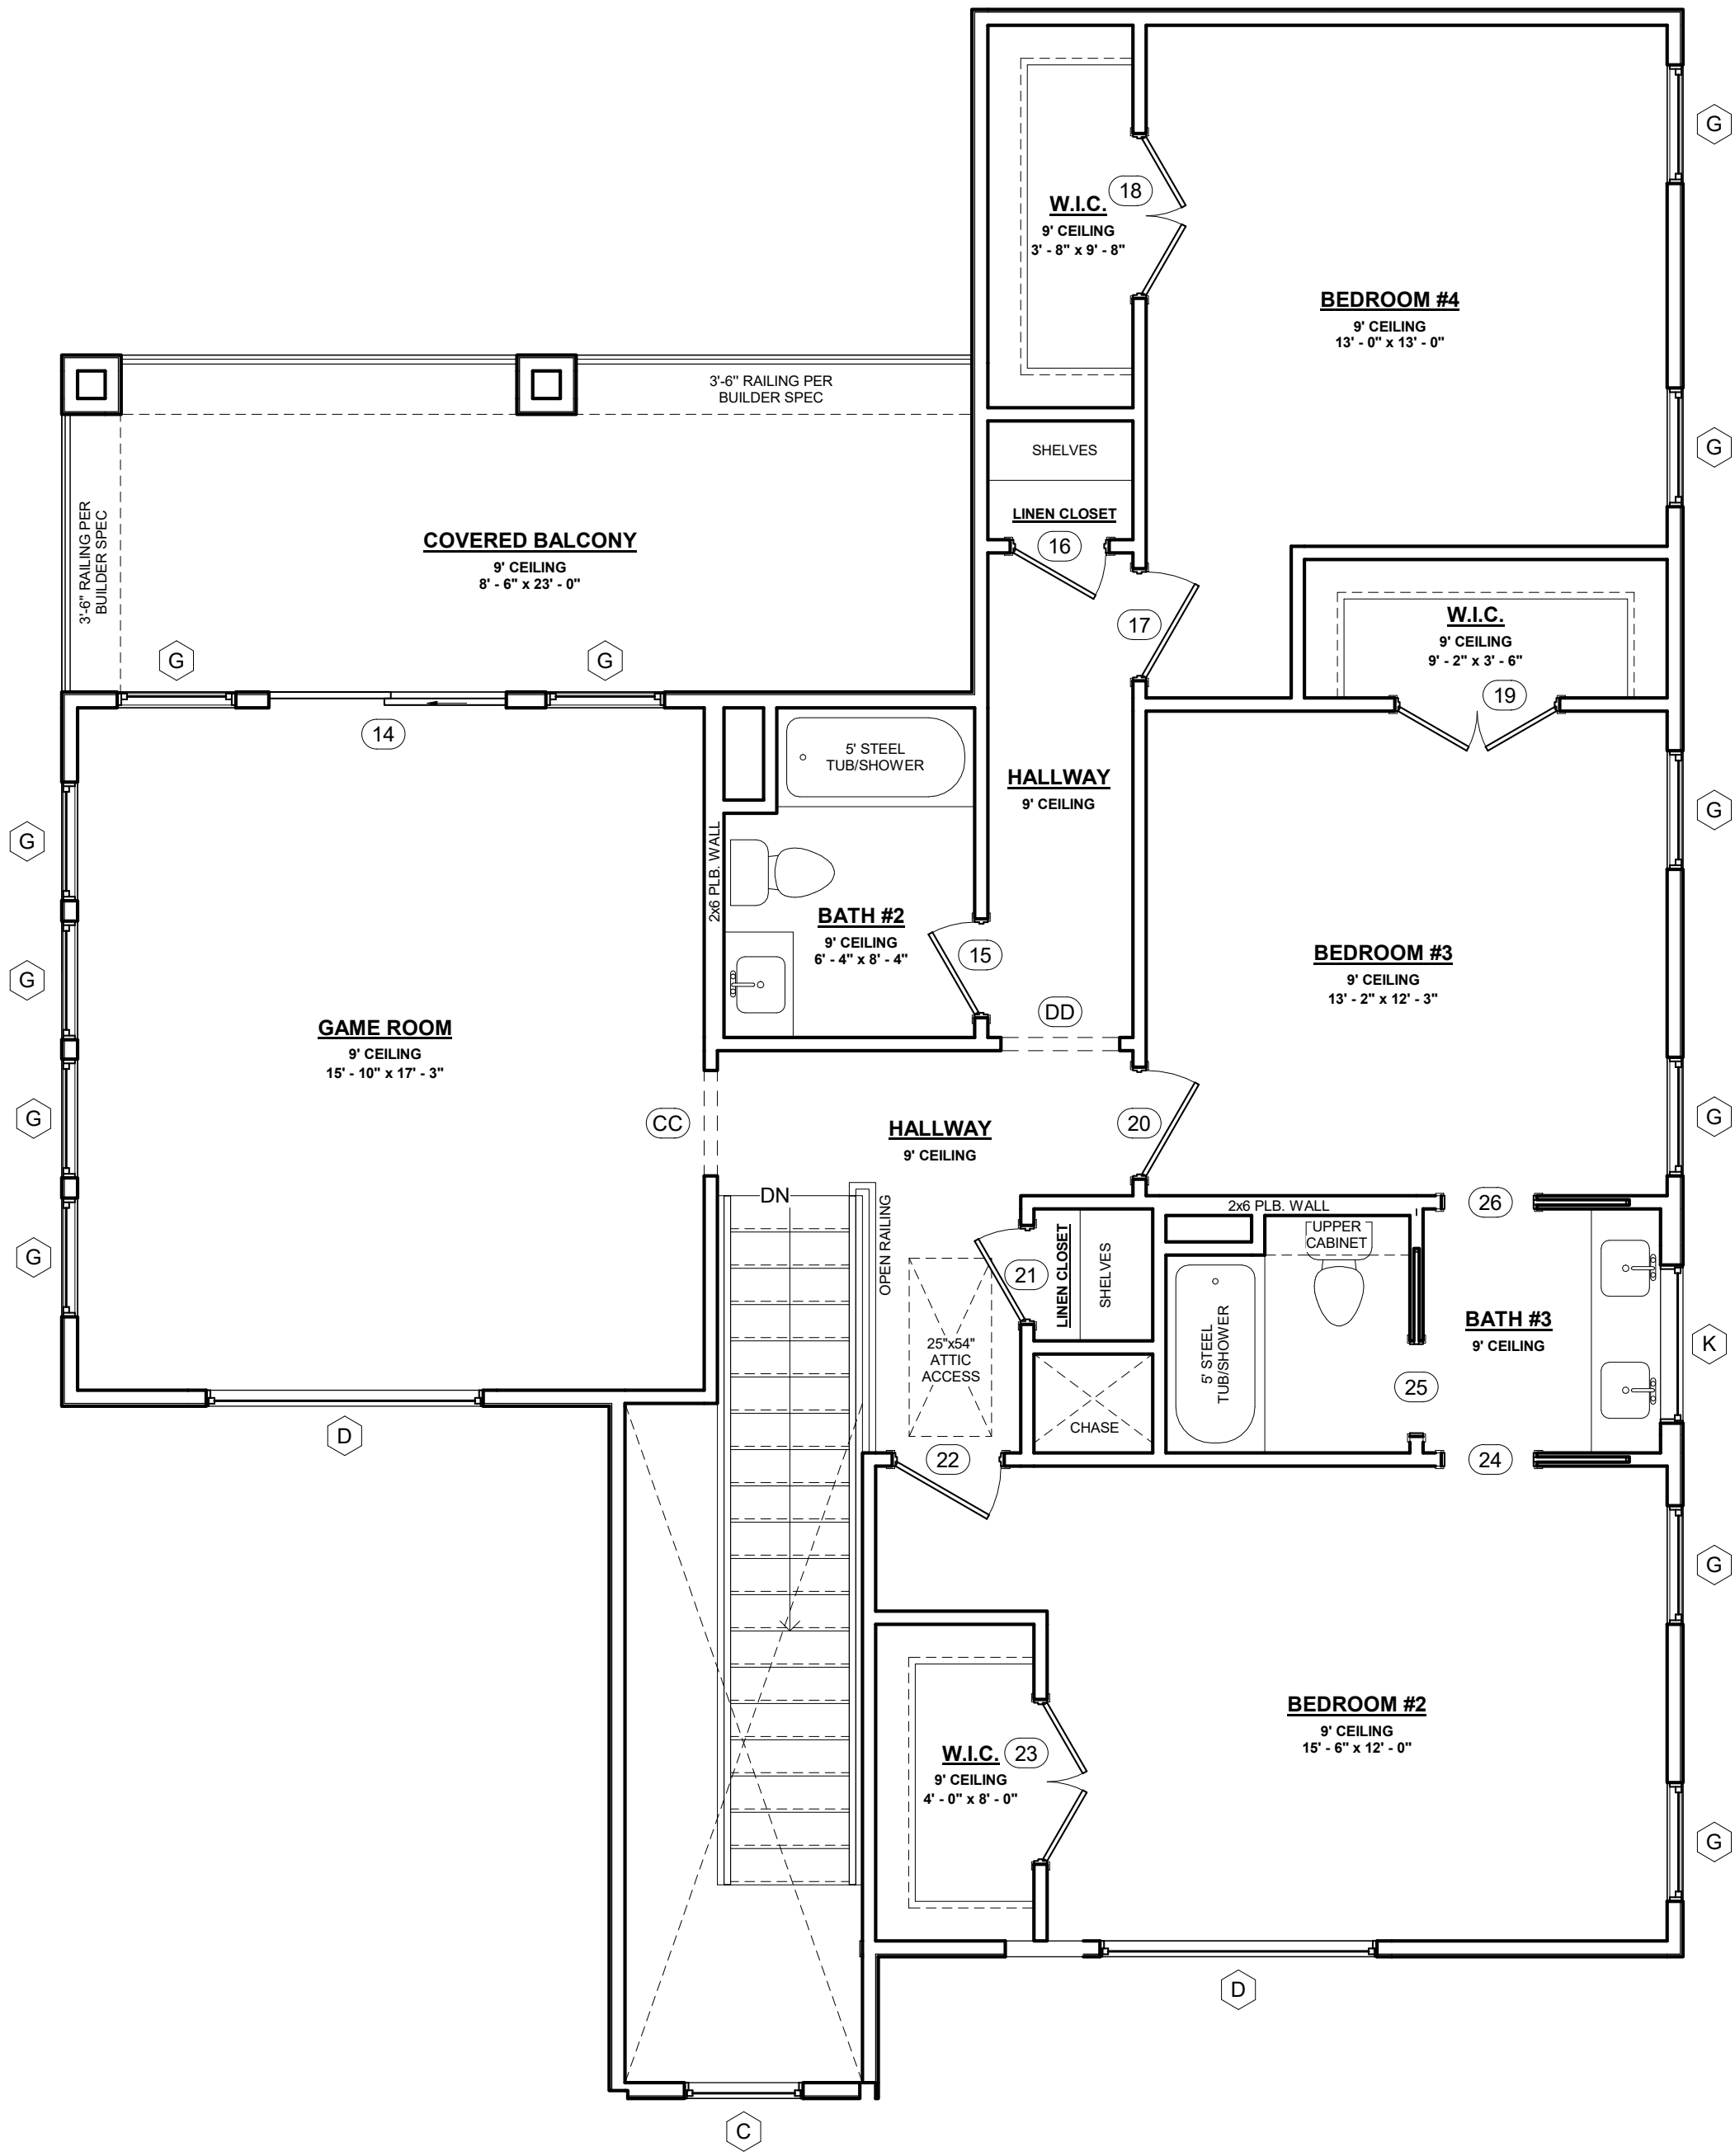 G
18
W.I.C.
9' CEILING
3' - 8" x 9' - 8"
BEDROOM #4
9' CEILING
13' - 0" x 13' - 0"
3'-6" RAILING PER
BUILDER SPEC
G
SHELVES
LINEN CLOSET
16
3'-6" RAILING PER
BUILDER SPEC
COVERED BALCONY
9' CEILING
8' - 6" x 23' - 0"
17
W.I.C.
9' CEILING
9' - 2" x 3' - 6"
19
G
G
14
5' STEEL
TUB/SHOWER
HALLWAY
9' CEILING
G
G
2x6 PLB. WALL
BATH #2
9' CEILING
6' - 4" x 8' - 4"
15
BEDROOM #3
9' CEILING
13' - 2" x 12' - 3"
G
DD
GAME ROOM
9' CEILING
15' - 10" x 17' - 3"
G
CC
HALLWAY
9' CEILING
20
G
DN
OPEN RAILING
2x6 PLB. WALL
26
UPPER
CABINET
G
21
LINEN CLOSET
SHELVES
BATH #3
9' CEILING
K
25"x54"
ATTIC
ACCESS
5' STEEL
TUB/SHOWER
25
CHASE
D
22
24
G
BEDROOM #2
9' CEILING
15' - 6" x 12' - 0"
W.I.C.
23
9' CEILING
4' - 0" x 8' - 0"
G
D
C